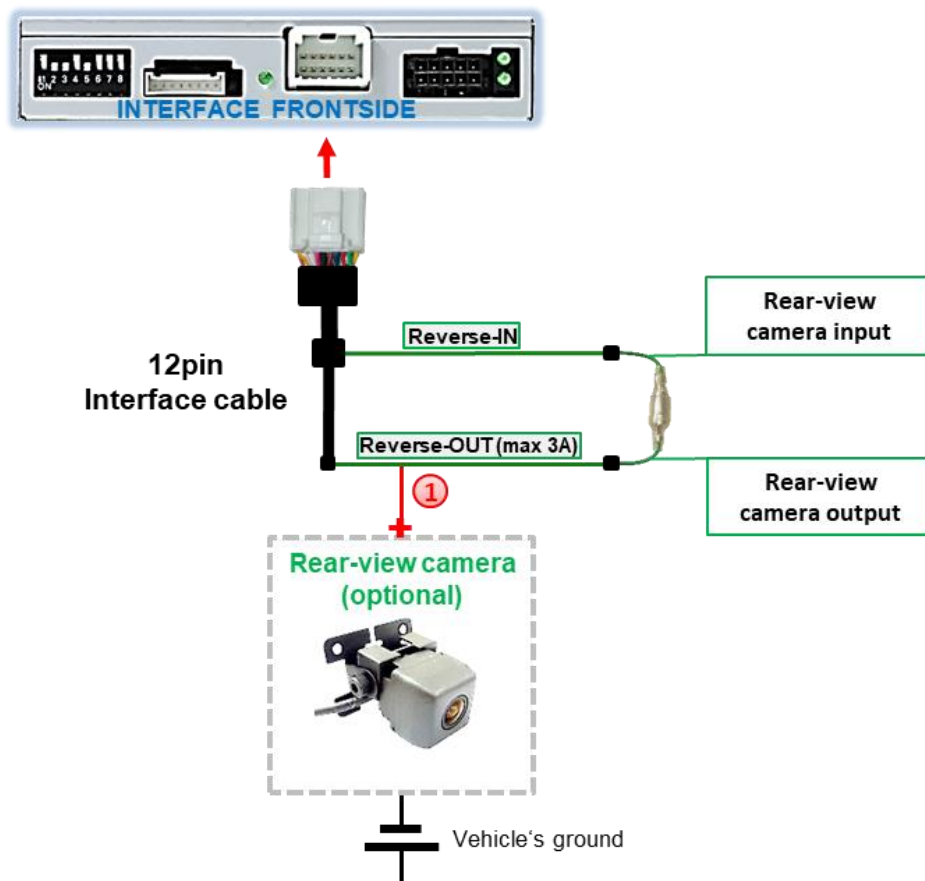 1 2 3 4 5 6 7 8
ON
INTERFACE FRONTSIDE
Reverse-IN
Rear-view
camera input
12pin
Interface cable
Reverse-OUT (max 3A)
Rear-view
camera output
1
Rear-view camera
(optional)
Vehicle‘s ground